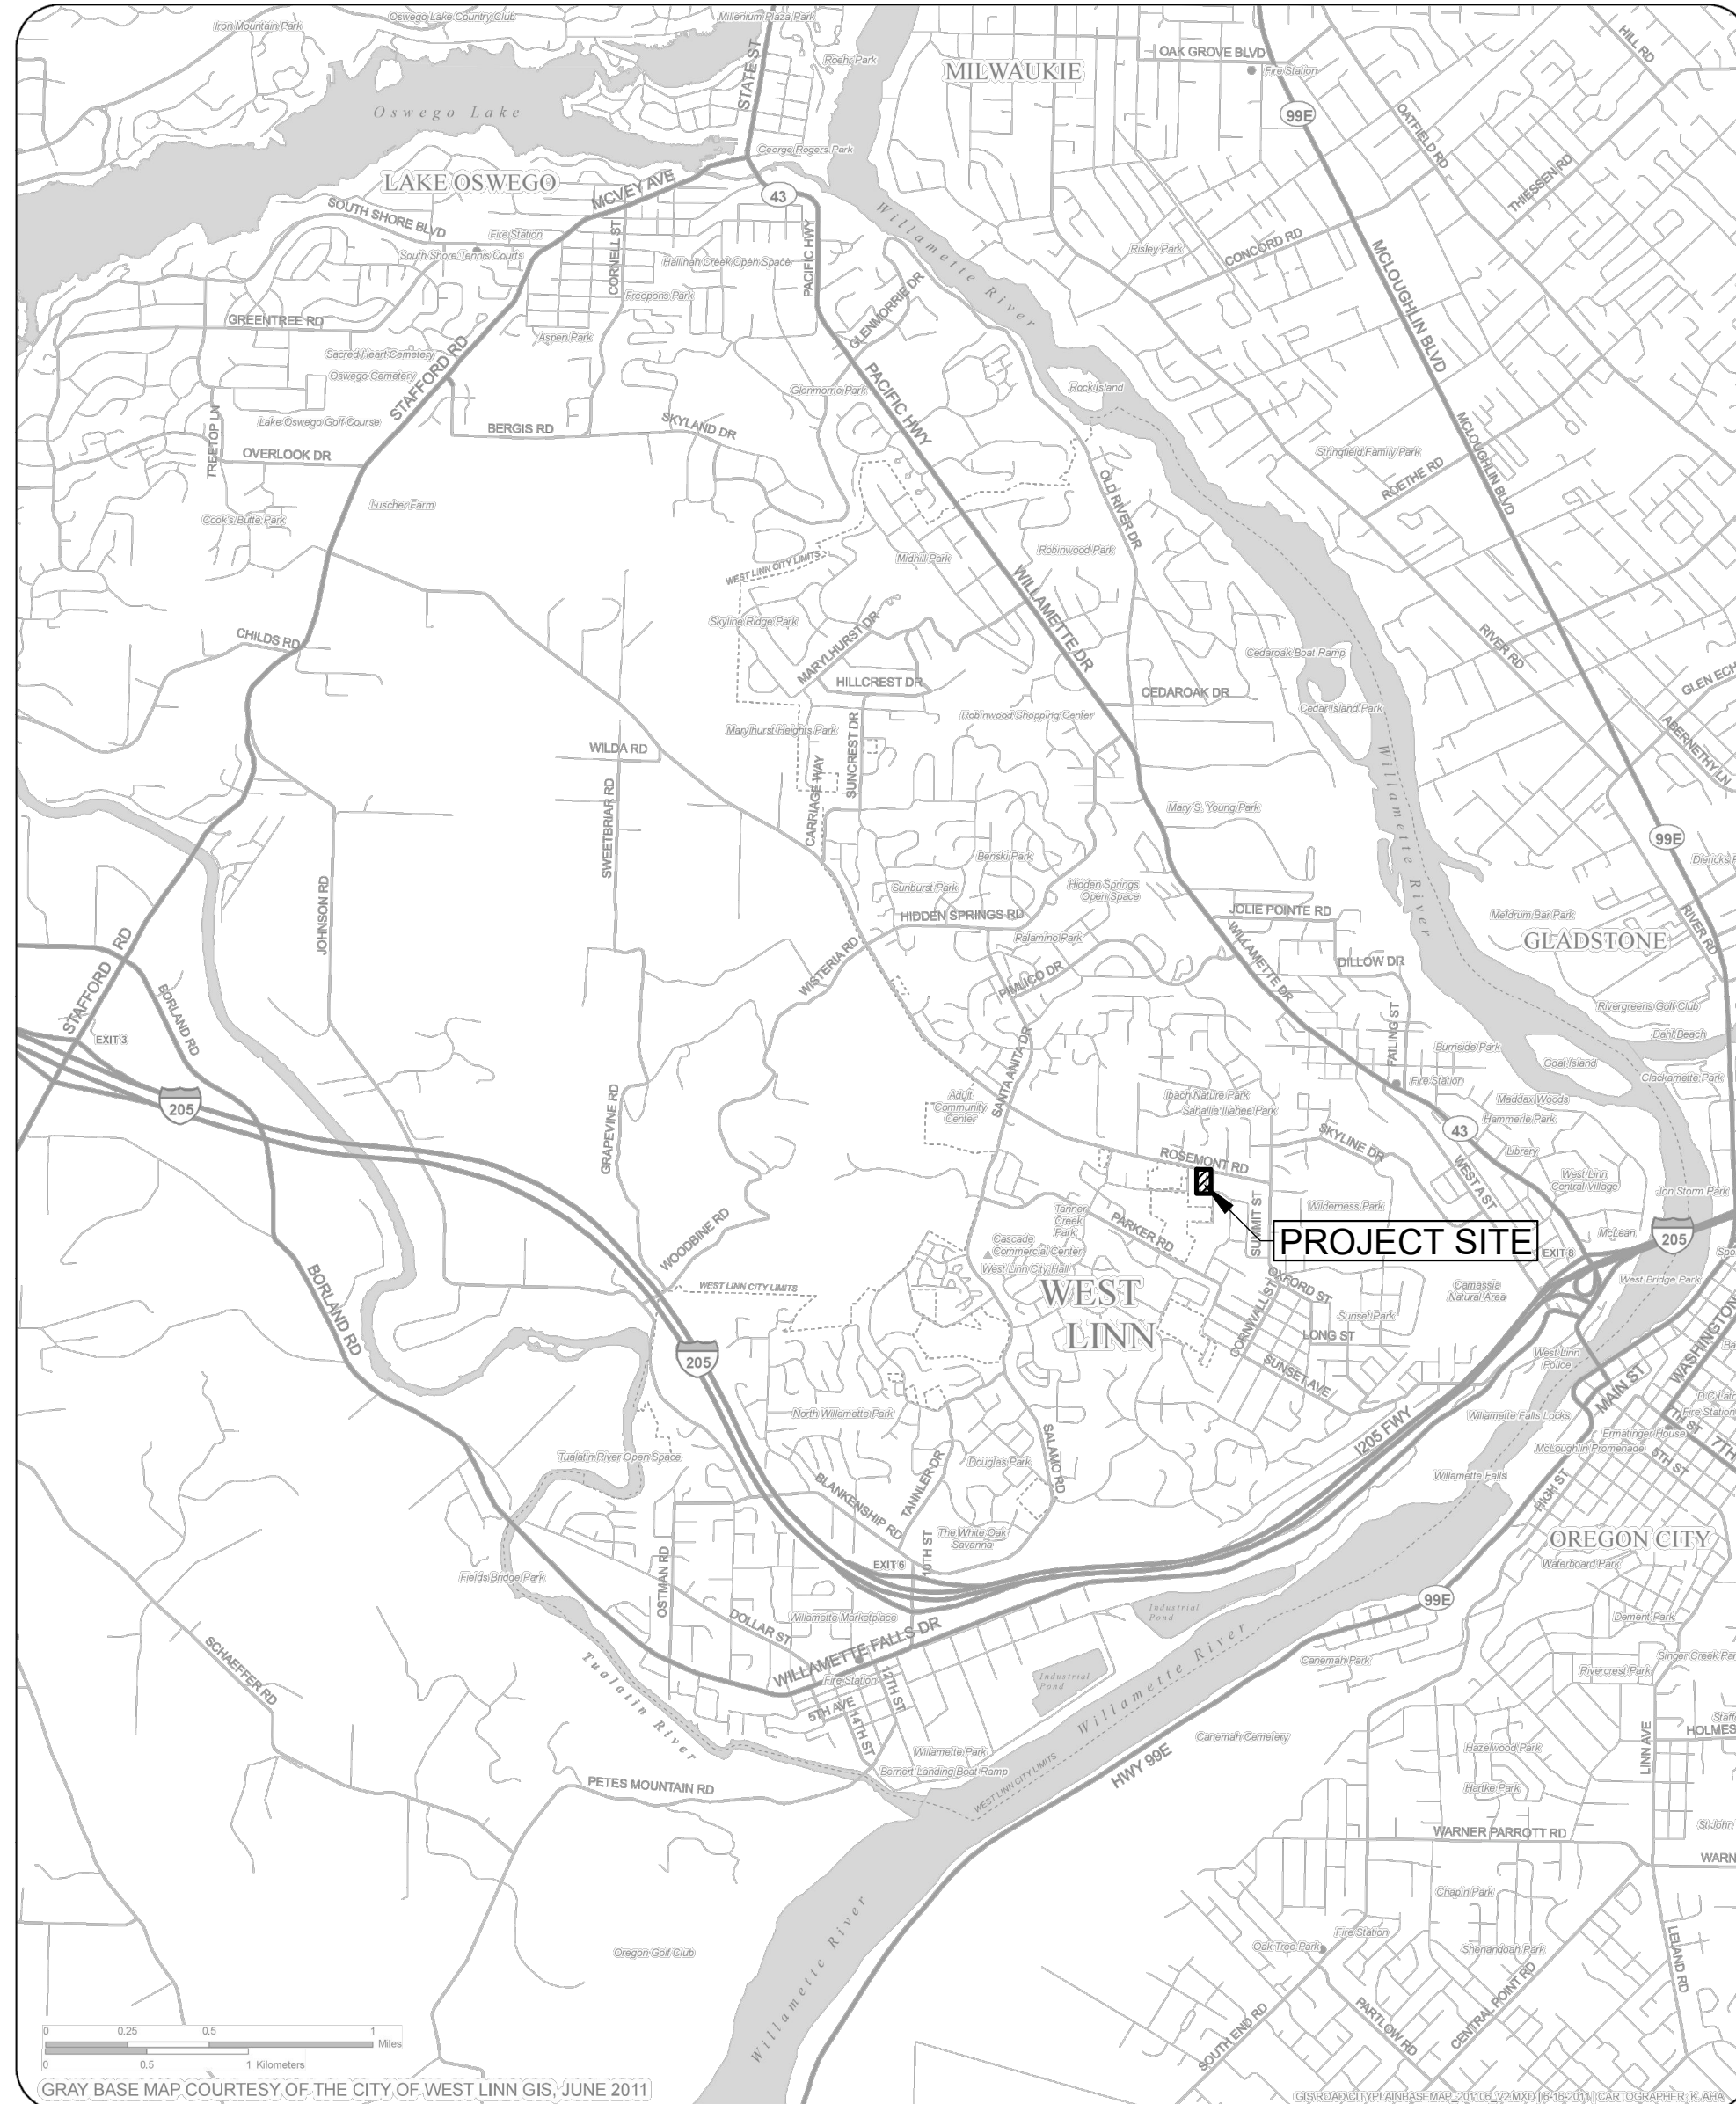 Iron Mountain Park
Oswego Lake Country Club
Millenium Plaza Park
STATE ST
Roehr Park
MILWAUKIE
OAK GROVE BLVD
Fire Station
HILL RD
99E
OATFIELD RD
Oswego Lake
George Rogers Park
THIESSEN RD
LAKE OSWEGO
MCVEY AVE
43
SOUTH SHORE BLVD
Fire Station
South Shore Tennis Courts
CORNELL ST
Hallinan Creek Open Space
PACIFIC HWY
Willamette River
Risley Park
CONCORD RD
MCLOUGHLIN BLVD
Freepons Park
GLENMORRIE DR
GREENTREE RD
Aspen Park
Sacred Heart Cemetery
Oswego Cemetery
STAFFORD RD
Glenmorrie Park
PACIFIC HWY
Rock Island
Lake Oswego Golf Course
TREETOP LN
BERGIS RD
SKYLAND DR
MCLOUGHLIN BLVD
OVERLOOK DR
Stringfield Family Park
ROETHE RD
Luscher Farm
OLD RIVER DR
Cook's Butte Park
WEST LINN CITY LIMITS
Midhill Park
Robinwood Park
WILLAMETTE DR
Skyline Ridge Park
MARYLHURST DR
CHILDS RD
Cedaroak Boat Ramp
RIVER RD
HILLCREST DR
CEDAROAK DR
GLEN ECH
Cedar Island Park
Marylhurst Heights Park
SUNCREST DR
Robinwood Shopping Center
ABERNETHY LN
WILDA RD
CARRIAGE WAY
Willamette River
SWEETBRIAR RD
Mary S. Young Park
99E
Benski Park
Diericks F
Sunburst Park
Hidden Springs
Open Space
JOHNSON RD
HIDDEN SPRINGS RD
JOLIE POINTE RD
Meldrum Bar Park
RIVER RD
Palamino Park
GLADSTONE
STAFFORD RD
WISTERIA RD
PIMLICO DR
WILLAMETTE DR
DILLOW DR
BORLAND RD
Rivergreens Golf Club
EXIT 3
SANTA ANITA DR
FAILING ST
Dahl Beach
Burnside Park
Goat Island
Clackamette Park
205
GRAPEVINE RD
Adult
Community
Center
Ibach Nature Park
Sahallie Illahee Park
Fire Station
Maddax Woods
Hammerle Park
43
SKYLINE DR
Library
ROSEMONT RD
WEST A ST
West Linn
Central Village
Jon Storm Park
WOODBINE RD
Tanner
Creek
Park
PARKER RD
SUMMIT ST
Wilderness Park
McLean
PROJECT SITE
EXIT 8
205
Spo
Cascade
Commercial Center
West Linn City Hall
BORLAND RD
WEST LINN CITY LIMITS
WEST
LINN
OXFORD ST
Camassia
Natural Area
West Bridge Park
CORNWALL ST
Sunset Park
LONG ST
WASHINGTON
205
SUNSET AVE
West Linn
Police
Ba
MAIN ST
North Willamette Park
Willamette Falls Locks
D C Lato
Fire Station
I205 FWY
7TH ST
Ermatinger House
7TH
Tualatin River Open Space
Douglas Park
SALAMO RD
McLoughlin Promenade
5TH ST
TANNLER DR
Willamette Falls
BLANKENSHIP RD
HIGH ST
The White Oak
Savanna
10TH ST
OREGON CITY
OSTMAN RD
EXIT 6
Waterboard Park
Fields Bridge Park
99E
Industrial
Pond
DOLLAR ST
Willamette Marketplace
Dement Park
WILLAMETTE FALLS DR
SCHAEFFER RD
Tualatin River
Fire Station
12TH ST
Industrial
Pond
Willamette River
Canemah Park
Singer Creek Par
Rivercrest Park
5TH AVE
14TH ST
Canemah Cemetery
Staff
HOLMES
Willamette Park
Hazelwood Park
LINN AVE
Bernert Landing Boat Ramp
WEST LINN CITY LIMITS
HWY 99E
PETES MOUNTAIN RD
Hartke Park
St John
WARNER PARROTT RD
WARN
Chapin Park
Willamette River
Fire Station
Oregon Golf Club
Oak Tree Park
Shenandoah Park
LELAND RD
SOUTH END RD
PARTLOW RD
CENTRAL POINT RD
0 0.25 0.5 1
Miles
0 0.5 1 Kilometers
GRAY BASE MAP COURTESY OF THE CITY OF WEST LINN GIS, JUNE 2011
GIS\ROAD\CITYPLAINBASEMAP_201106_V2.MXD | 6-16-2011 | CARTOGRAPHER: K. AHA